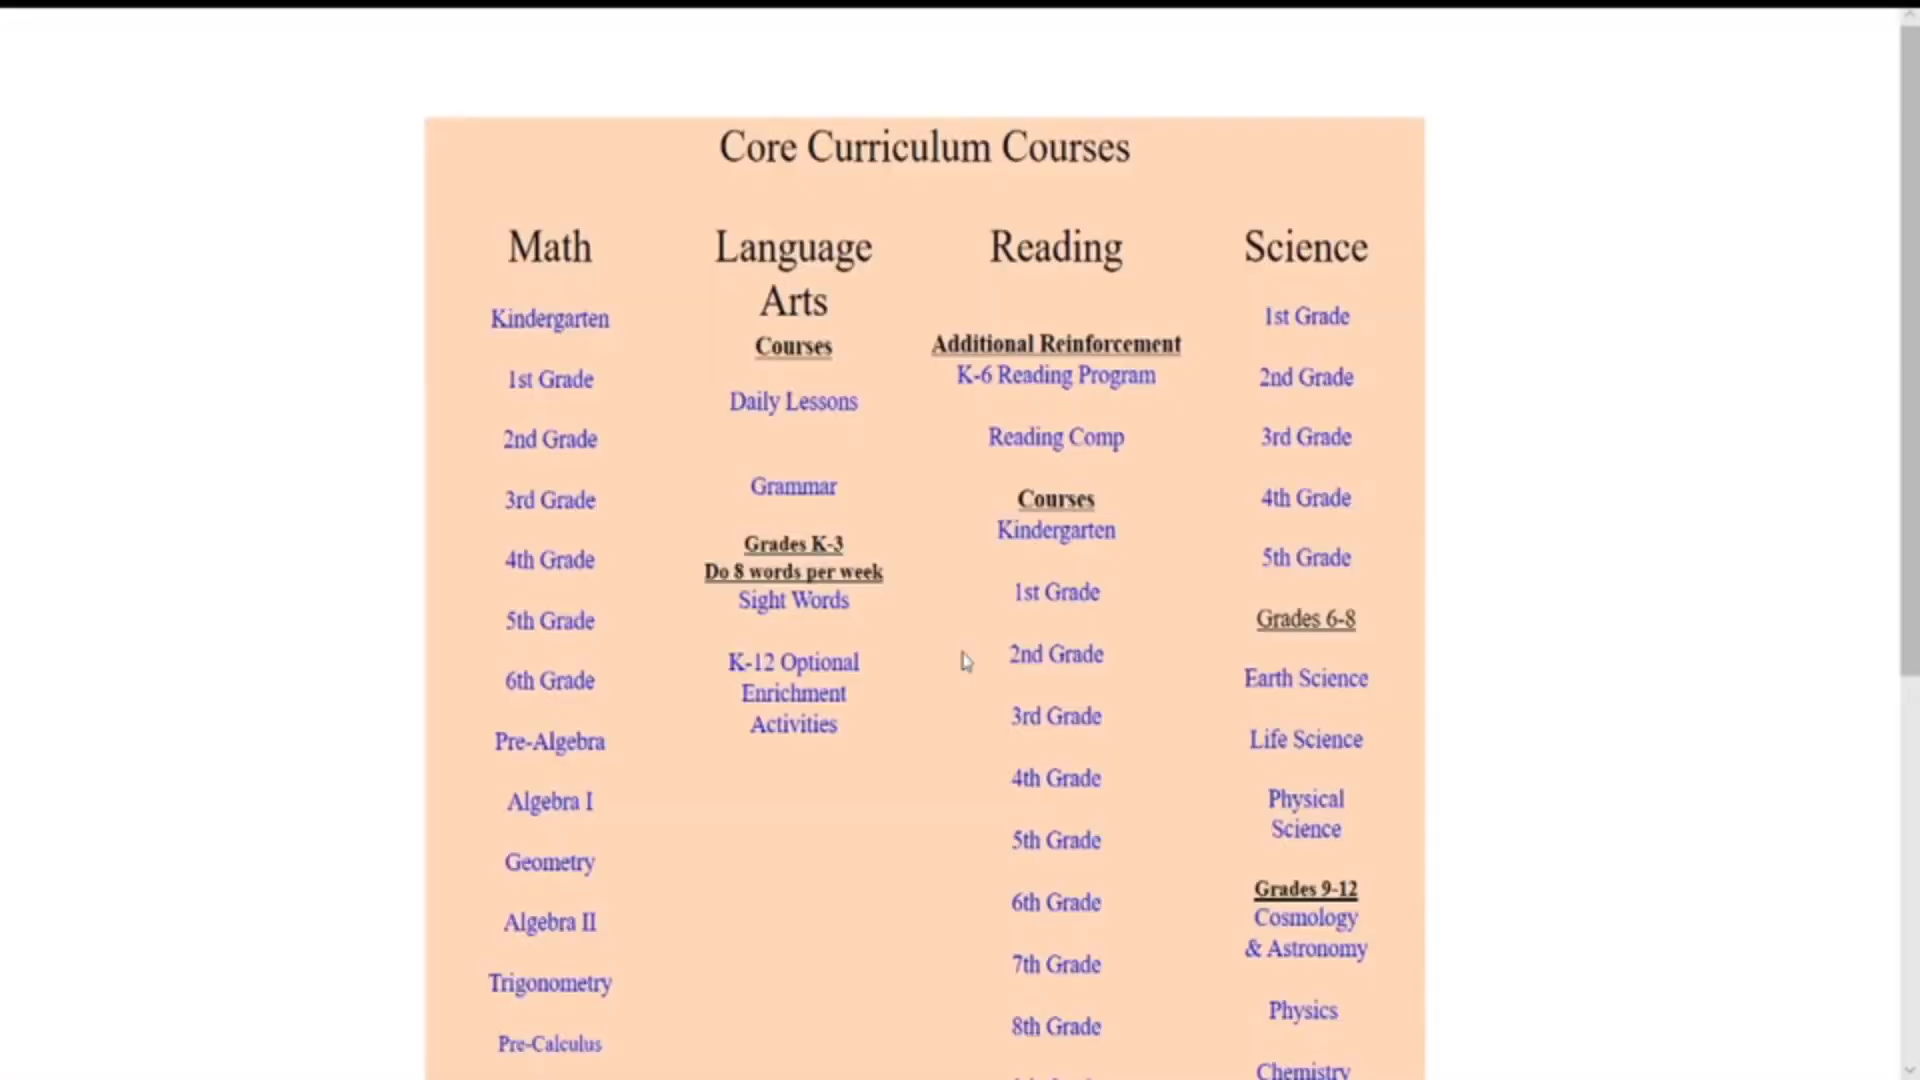 Core Curriculum Courses
Math
Kindergarten
1st Grade
2nd Grade
3rd Grade
4th Grade
5th Grade
6th Grade
Pre-Algebra
Algebra I
Geometry
Algebra II
Trigonometry
Pre-Calculus
Language
Arts
Courses
Daily Lessons
Grammar
Grades K-3
Do 8 words per week
Sight Words
K-12 Optional
Enrichment
Activities
Reading
Additional Reinforcement
K-6 Reading Program
Reading Comp
Courses
Kindergarten
1st Grade
2nd Grade
3rd Grade
4th Grade
5th Grade
6th Grade
7th Grade
8th Grade
Science
1st Grade
2nd Grade
3rd Grade
4th Grade
5th Grade
Grades 6-8
Earth Science
Life Science
Physical
Science
Grades 9-12
Cosmology
& Astronomy
Physics
Chemistry